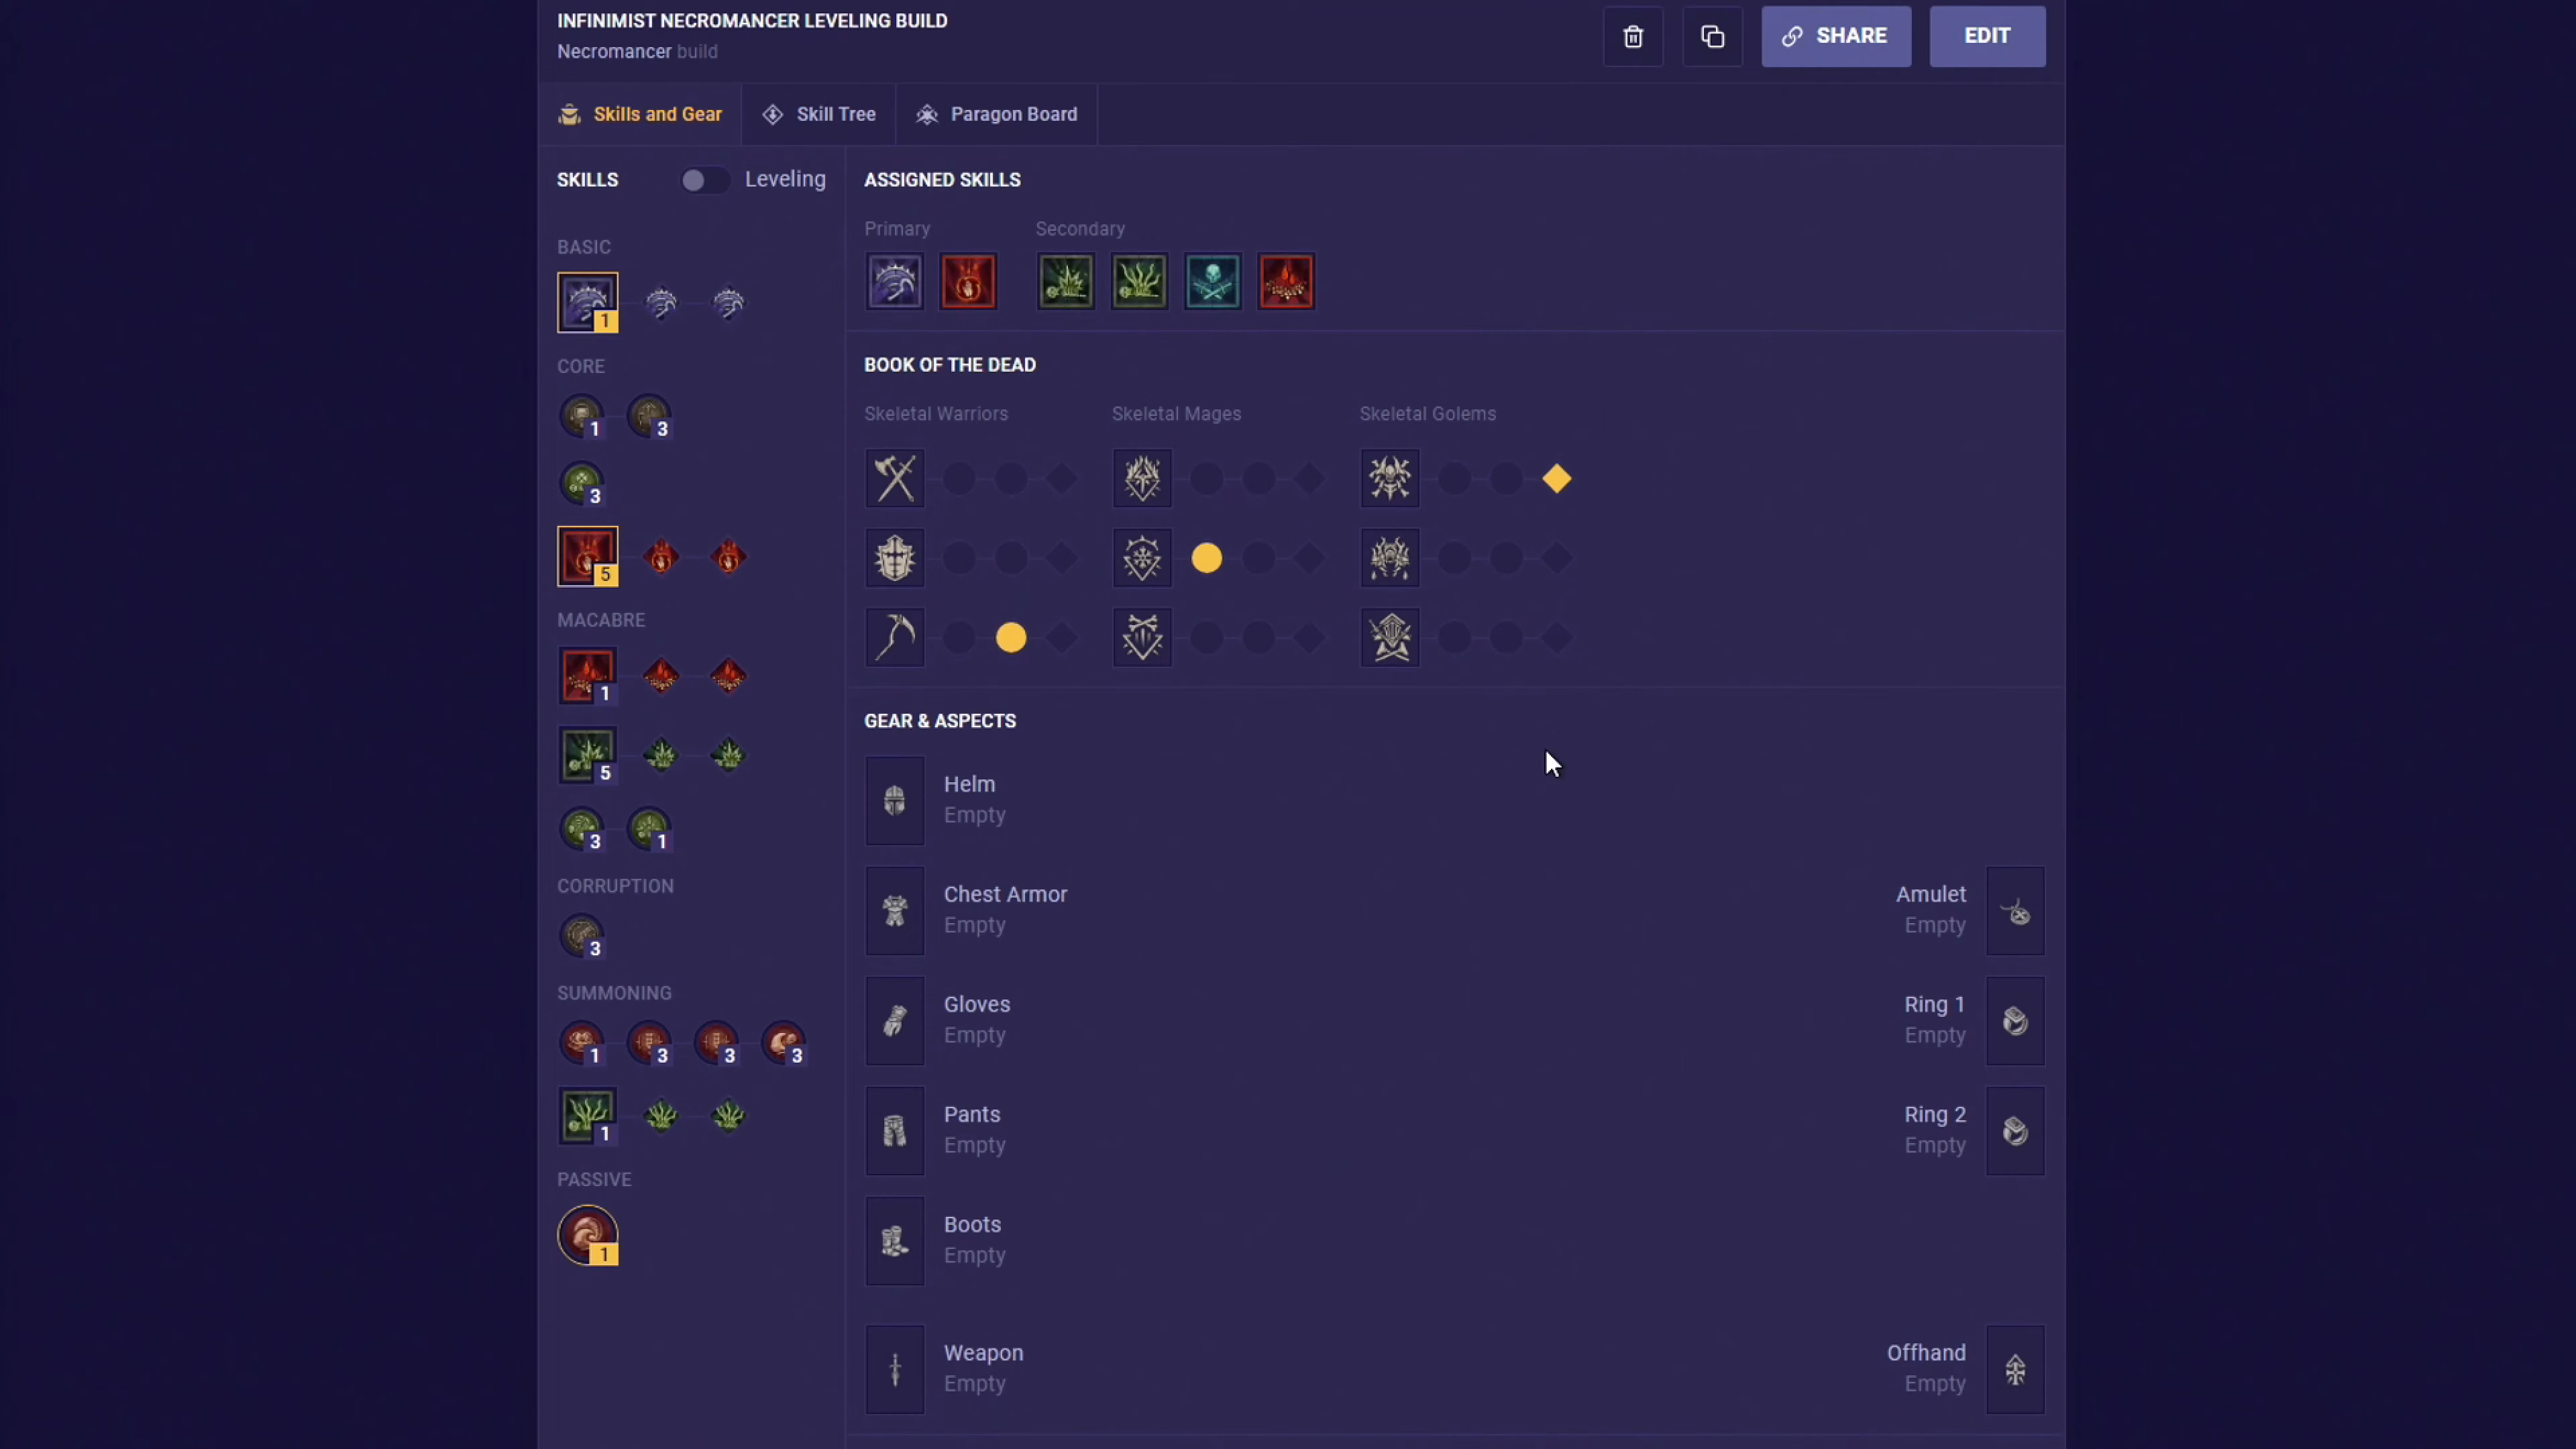 INFINIMIST NECROMANCER LEVELING BUILD
Necromancer build
SHARE
EDIT
Skills and Gear
Skill Tree
Paragon Board
SKILLS
Leveling
BASIC
1
CORE
1
3
3
5
MACABRE
1
5
3
1
CORRUPTION
3
SUMMONING
1
3
3
3
1
PASSIVE
1
ASSIGNED SKILLS
Primary
Secondary
BOOK OF THE DEAD
Skeletal Warriors
Skeletal Mages
Skeletal Golems
GEAR & ASPECTS
Helm
Empty
Chest Armor
Empty
Gloves
Empty
Pants
Empty
Boots
Empty
Weapon
Empty
Amulet
Empty
Ring 1
Empty
Ring 2
Empty
Offhand
Empty